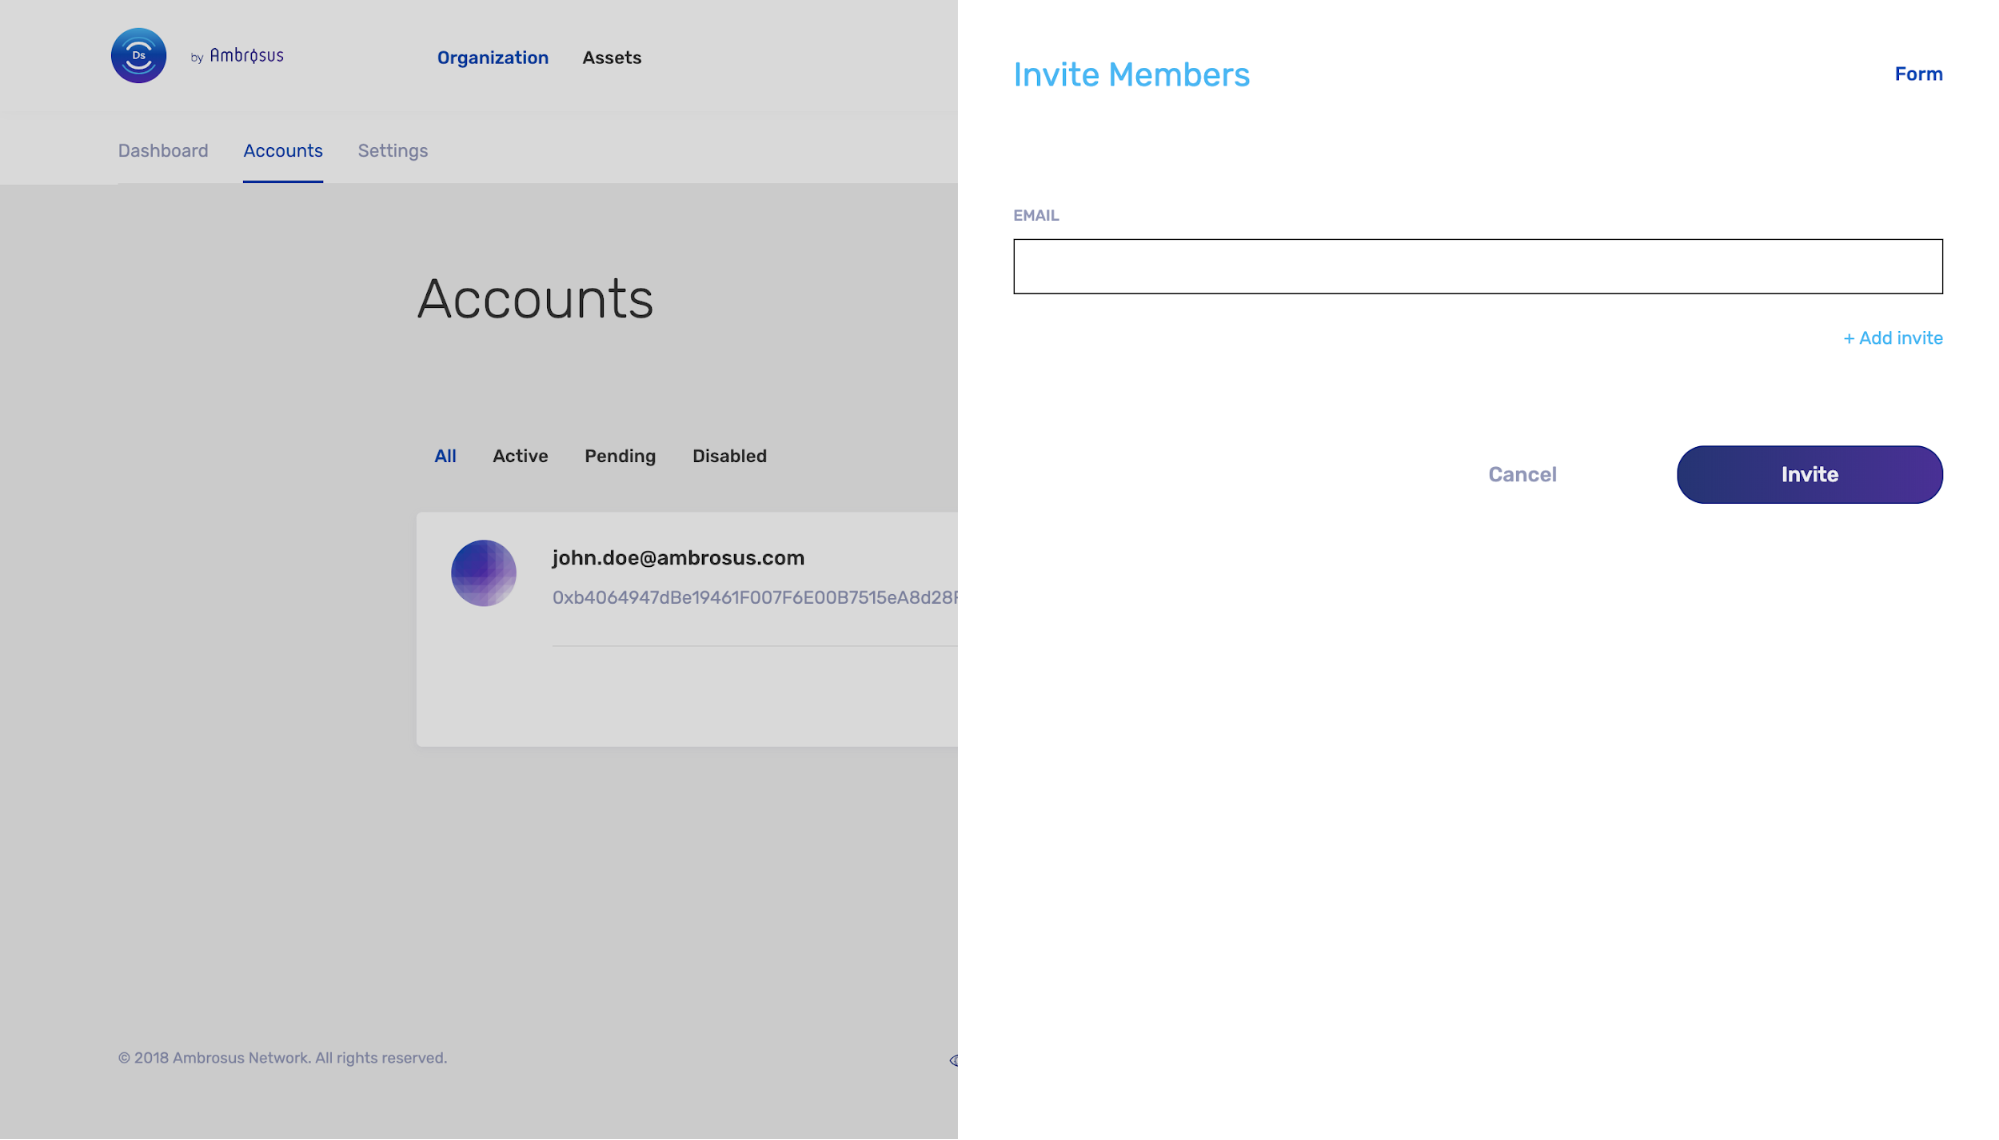 Ds
by Ambrosus
Organization
Assets
Dashboard
Accounts
Settings
Accounts
All
Active
Pending
Disabled
john.doe@ambrosus.com
0xb4064947dBe19461F007F6E00B7515eA8d28
© 2018 Ambrosus Network. All rights reserved.
Invite Members
Form
EMAIL
+ Add invite
Cancel
Invite